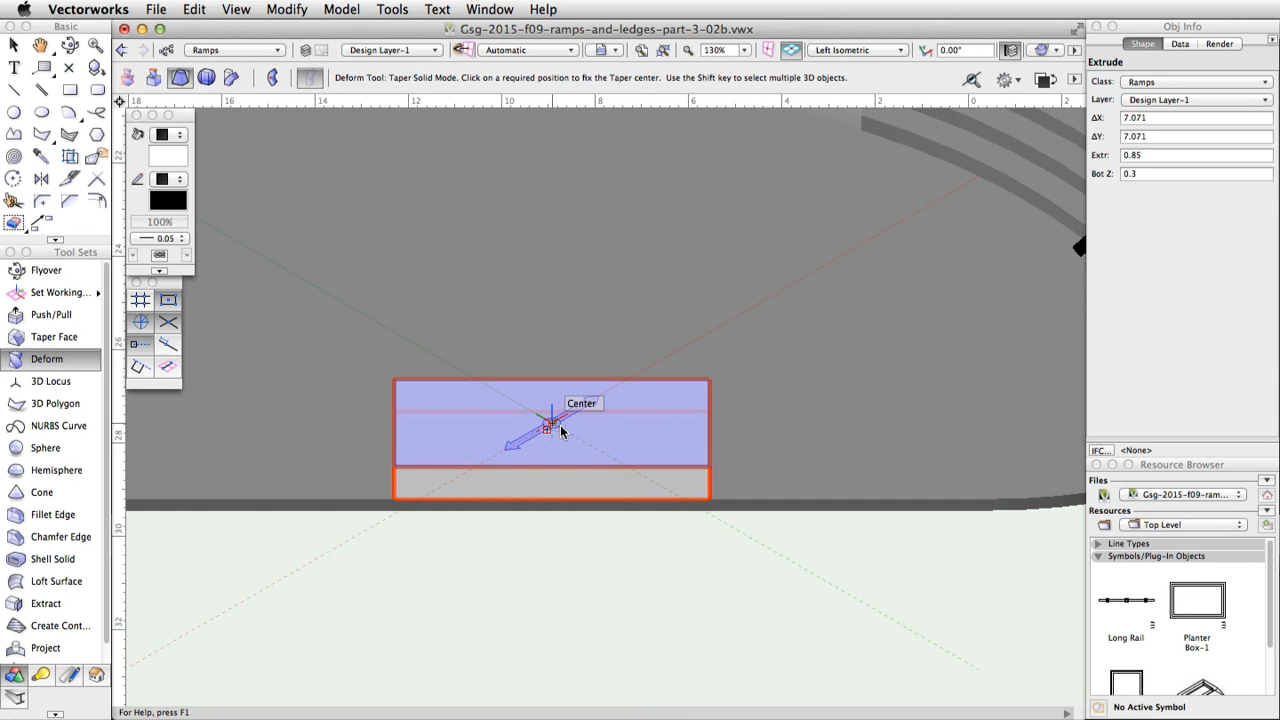 Vectorworks File Edit View Modify Model Tools Text Window Help
Basic
Gsg-2015-f09-ramps-and-ledges-part-3-02b.vwx
Obj Info
Ramps
Design Layer-1
Automatic
130%
Left Isometric
0.00°
Shape Data Render
Deform Tool: Taper Solid Mode. Click on a required position to fix the Taper center. Use the Shift key to select multiple 3D objects.
Extrude
Class: Ramps
Layer: Design Layer-1
ΔX: 7.071
ΔY: 7.071
Extr: 0.85
Bot Z: 0.3
18 16 14 12 10 8 6 4 2 0 2
22
24
26
28
30
32
100%
0.05
Center
Tool Sets
Flyover
Set Working...
Push/Pull
Taper Face
Deform
3D Locus
3D Polygon
NURBS Curve
Sphere
Hemisphere
Cone
Fillet Edge
Chamfer Edge
Shell Solid
Loft Surface
Extract
Create Cont...
Project
IFC... <None>
Resource Browser
Files
Gsg-2015-f09-ram...
Resources
Top Level
Line Types
Symbols/Plug-In Objects
Long Rail
Planter
Box-1
No Active Symbol
For Help, press F1